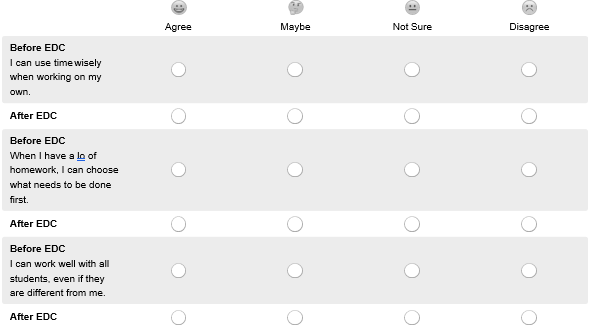 Agree Maybe Not Sure Disagree
Before EDC
I can use time wisely
when working on my
own.
After EDC
Before EDC
When I have a lo of
homework, I can choose
what needs to be done
first.
After EDC
Before EDC
I can work well with all
students, even if they
are different from me.
After EDC